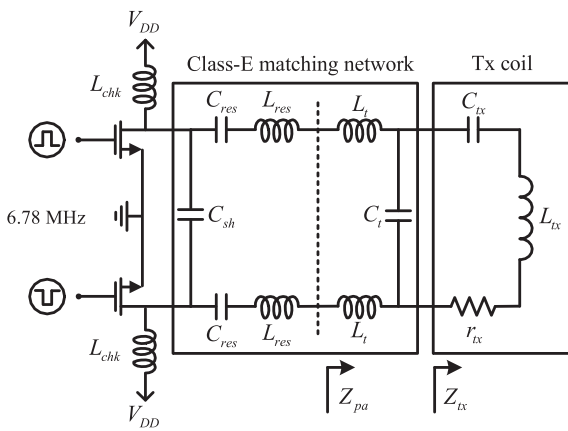 V_DD
Class-E matching network
Tx coil
L_chk
C_res
L_res
L_t
C_tx
6.78 MHz
C_sh
C_t
L_tx
C_res
L_res
L_t
r_tx
L_chk
V_DD
Z_pa
Z_tx